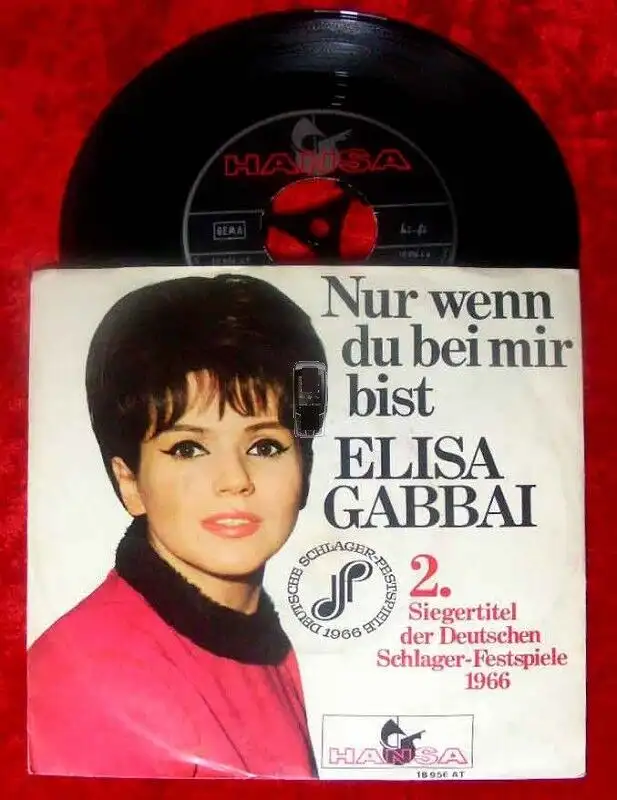 HANSA
GEMA
hi-fi
Nur wenn
du bei mir
bist
ELISA
GABBAI
DEUTSCHE SCHLAGER-FESTSPIELE
1966
2.
Siegertitel
der Deutschen
Schlager-Festspiele
1966
HANSA
18 956 AT